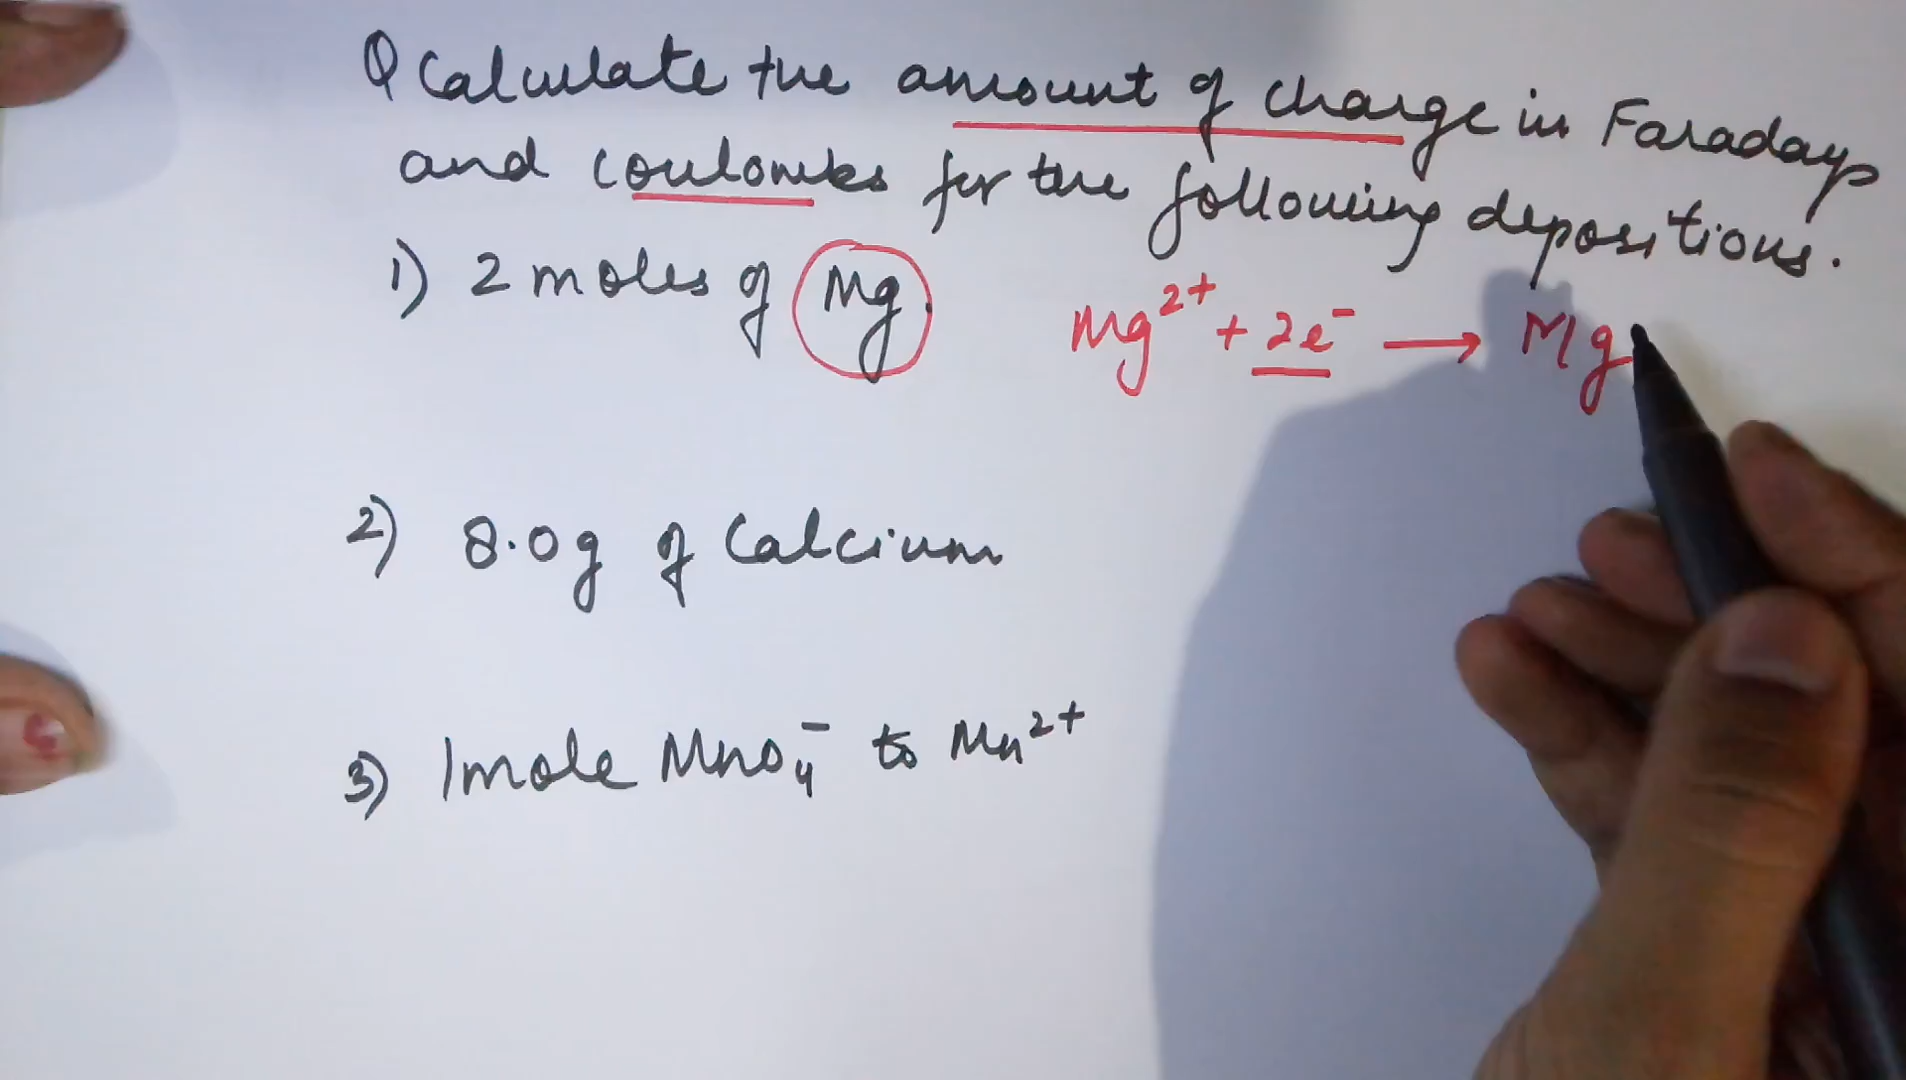 Q Calculate the amount of charge in Faradays
and coulombs for the following depositions.
1) 2 moles of Mg. Mg²⁺ + 2e⁻ → Mg
2) 8.0g of Calcium
3) 1mole MnO₄⁻ to Mn²⁺